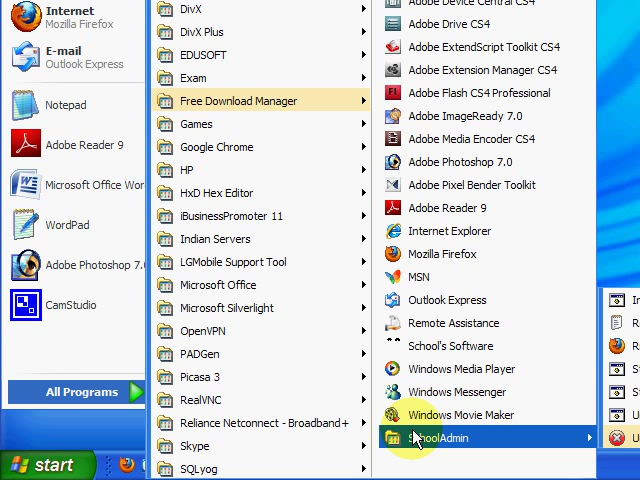 Internet
Mozilla Firefox
E-mail
Outlook Express
Notepad
Adobe Reader 9
Microsoft Office Wor
WordPad
Adobe Photoshop 7.0
CamStudio
All Programs
start
DivX
DivX Plus
EDUSOFT
Exam
Free Download Manager
Games
Google Chrome
HP
HxD Hex Editor
iBusinessPromoter 11
Indian Servers
LGMobile Support Tool
Microsoft Office
Microsoft Silverlight
OpenVPN
PADGen
Picasa 3
RealVNC
Reliance Netconnect - Broadband+
Skype
SQLyog
Adobe Device Central CS4
Adobe Drive CS4
Adobe ExtendScript Toolkit CS4
Adobe Extension Manager CS4
Adobe Flash CS4 Professional
Adobe ImageReady 7.0
Adobe Media Encoder CS4
Adobe Photoshop 7.0
Adobe Pixel Bender Toolkit
Adobe Reader 9
Internet Explorer
Mozilla Firefox
MSN
Outlook Express
Remote Assistance
School's Software
Windows Media Player
Windows Messenger
Windows Movie Maker
SchoolAdmin